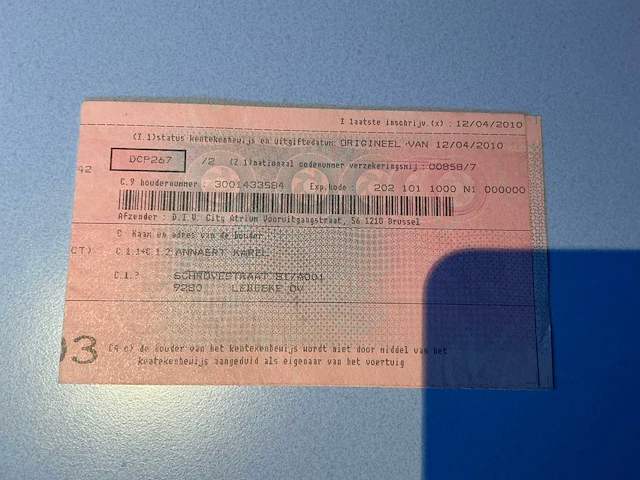 I laatste inschrijv.(x) : 12/04/2010
(I.1)status kentekenbewijs en uitgiftedatum: ORIGINEEL VAN 12/04/2010
DCP267 /2 (Z.1)nationaal codenummer verzekeringsmij : 00858/7
42
C.9 houdernummer : 3001433584 Exp.kode : 202 101 1000 N1 000000
Afzender : D.I.V. City Atrium Vooruitgangstraat, 56 1210 Brussel
C Naam en adres van de houder
CT) C.1.1+C.1.2 ANNAERT KAREL
C.1.3 SCHROVESTRAAT
9280 LEBBEKE OV
03
(4 c) de houder van het kentekenbewijs wordt niet door middel van het
kentekenbewijs aangeduid als eigenaar van het voertuig